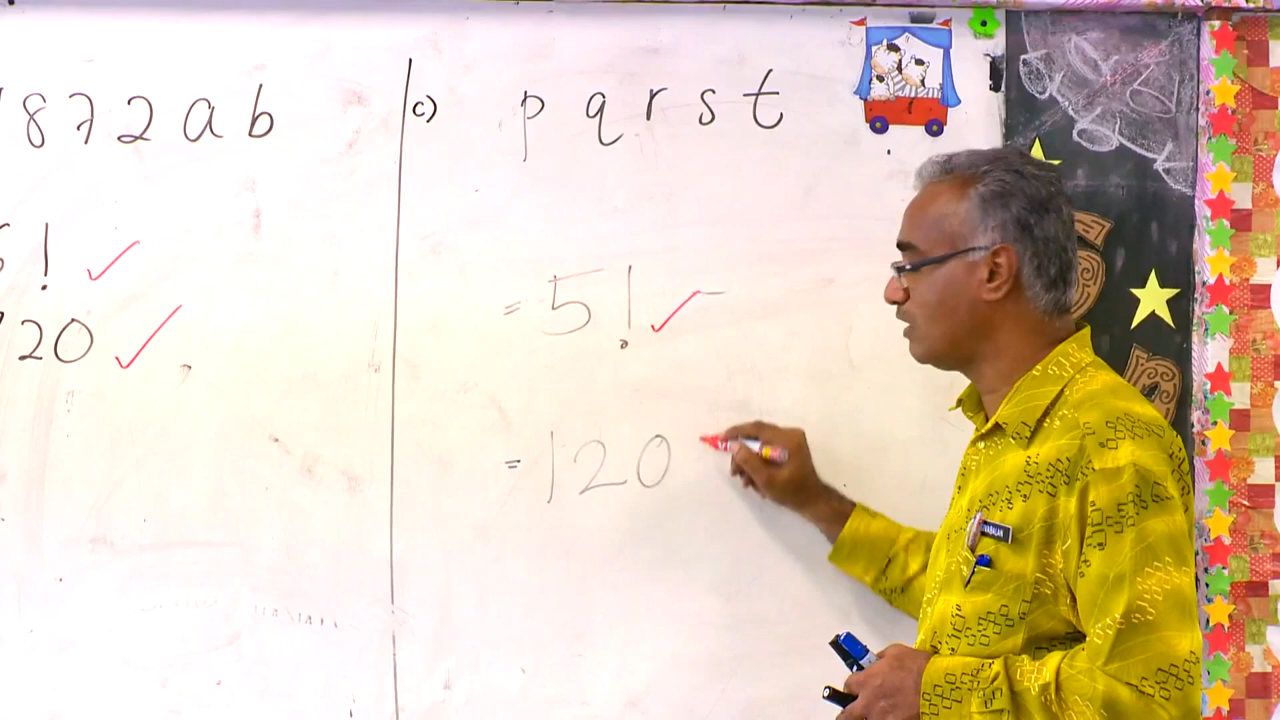 872ab
!
20
c) pqrst
= 5!
= 120